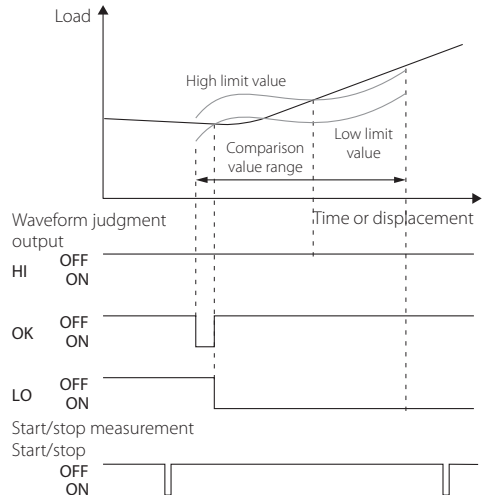 Load
High limit value
Low limit
value
Comparison
value range
Time or displacement
Waveform judgment
output
HI OFF
ON
OK OFF
ON
LO OFF
ON
Start/stop measurement
Start/stop
OFF
ON